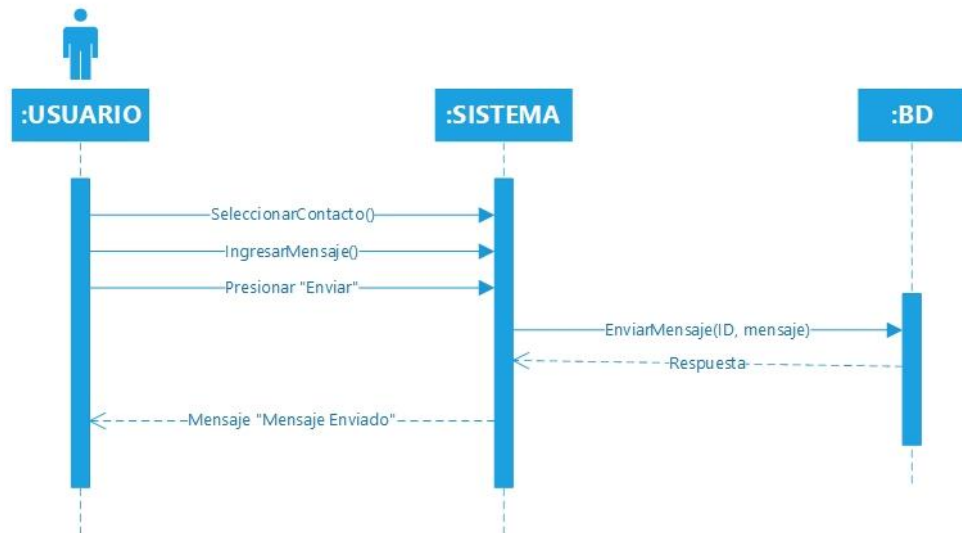 :USUARIO
:SISTEMA
:BD
SeleccionarContacto()
IngresarMensaje()
Presionar "Enviar"
EnviarMensaje(ID, mensaje)
Respuesta
Mensaje "Mensaje Enviado"